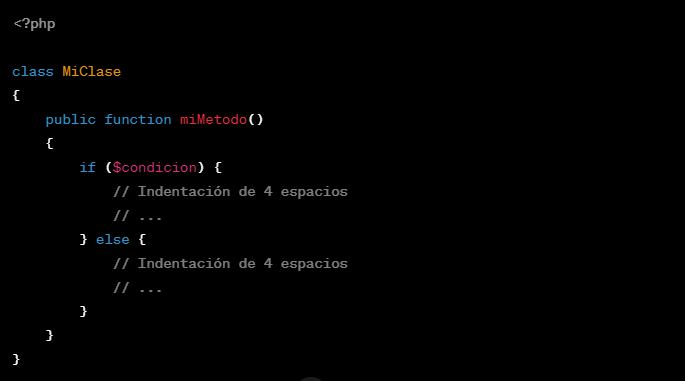 <?php
class MiClase
{
    public function miMetodo()
    {
        if ($condicion) {
            // Indentación de 4 espacios
            // ...
        } else {
            // Indentación de 4 espacios
            // ...
        }
    }
}